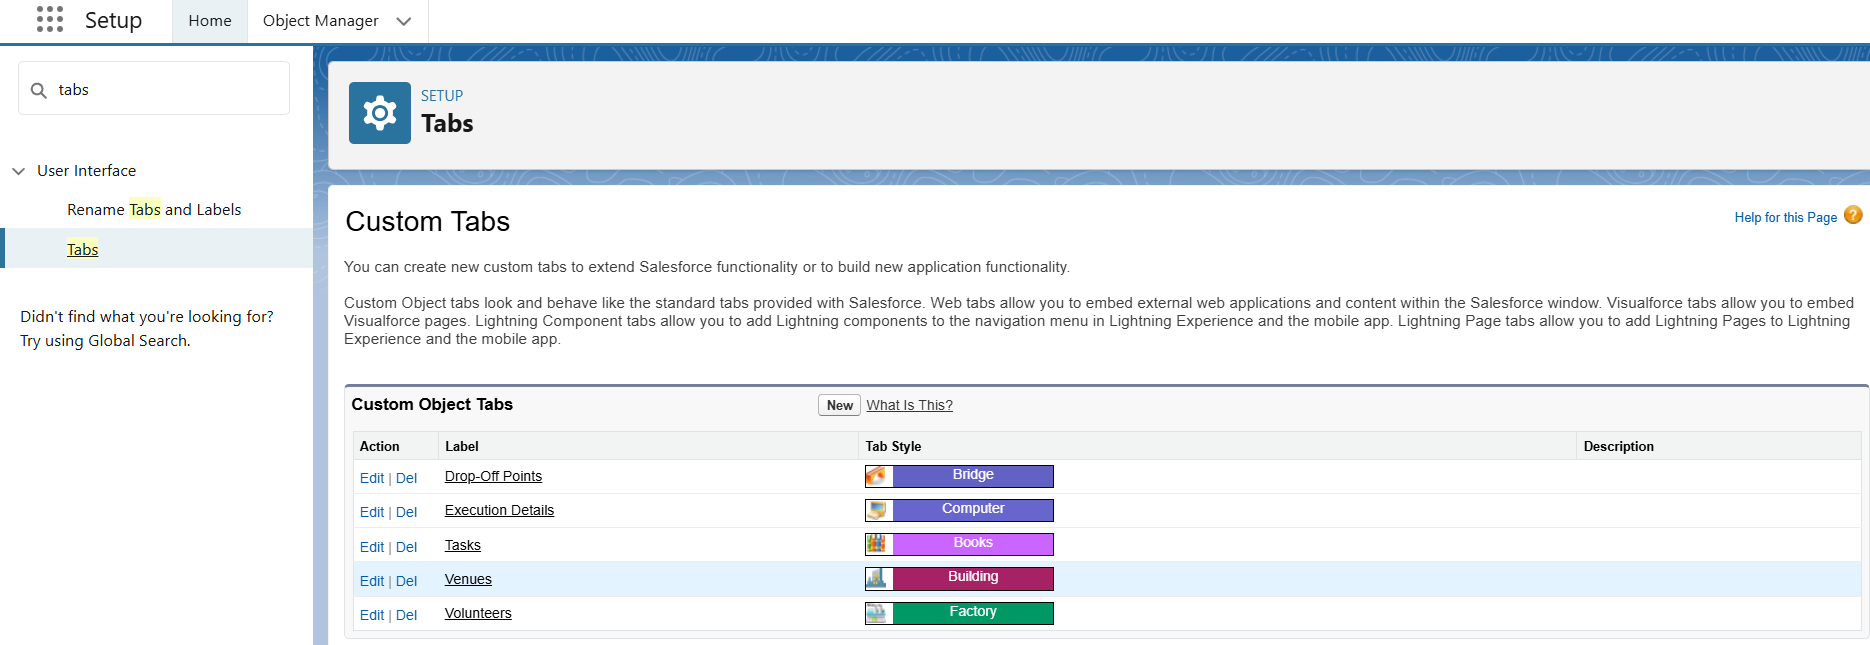 Setup
Home
Object Manager
tabs
User Interface
Rename Tabs and Labels
Tabs
Didn't find what you're looking for?
Try using Global Search.
SETUP
Tabs
Custom Tabs
Help for this Page ?
You can create new custom tabs to extend Salesforce functionality or to build new application functionality.
Custom Object tabs look and behave like the standard tabs provided with Salesforce. Web tabs allow you to embed external web applications and content within the Salesforce window. Visualforce tabs allow you to embed
Visualforce pages. Lightning Component tabs allow you to add Lightning components to the navigation menu in Lightning Experience and the mobile app. Lightning Page tabs allow you to add Lightning Pages to Lightning
Experience and the mobile app.
Custom Object Tabs New What Is This?
Action Label Tab Style Description
Edit | Del Drop-Off Points Bridge
Edit | Del Execution Details Computer
Edit | Del Tasks Books
Edit | Del Venues Building
Edit | Del Volunteers Factory